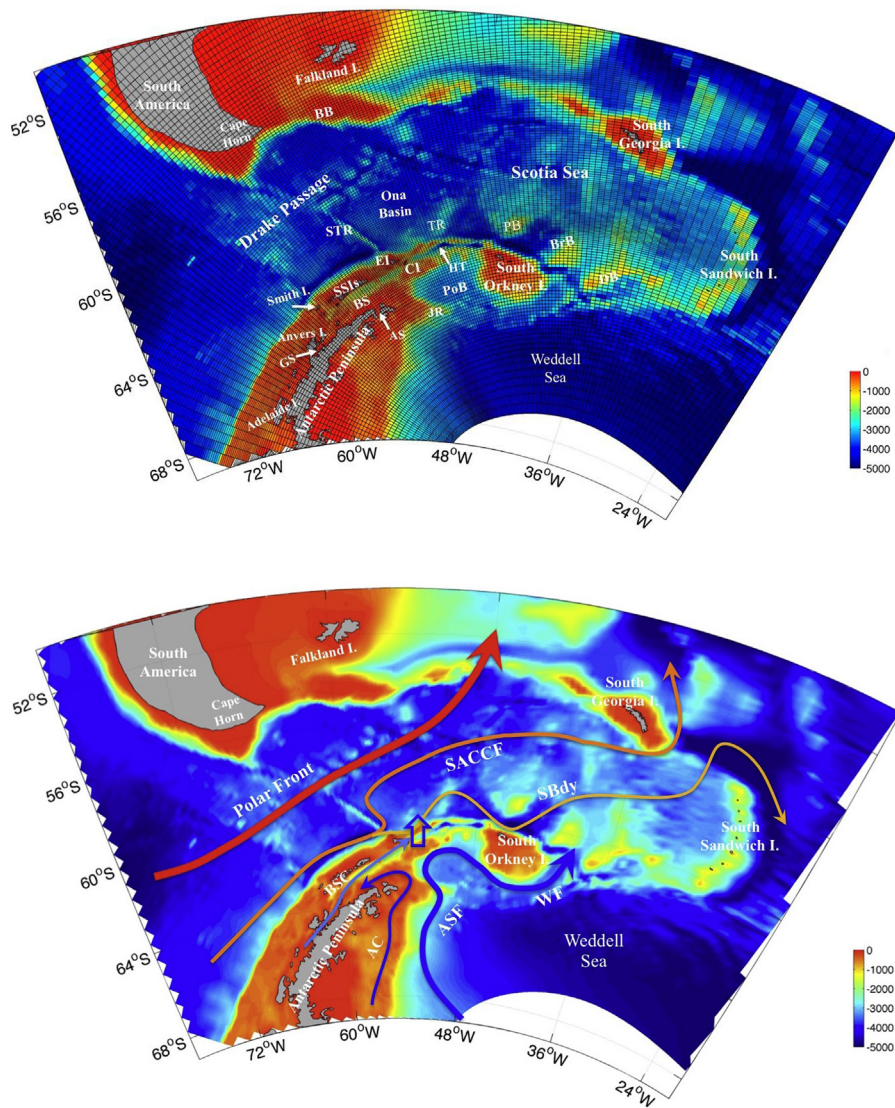 52°S
56°S
60°S
64°S
68°S
72°W
60°W
48°W
36°W
24°W
South
America
Cape
Horn
Falkland I.
BB
South
Georgia I.
Scotia Sea
Drake Passage
Ona
Basin
STR
TR
PB
BrB
EI
CI
HT
South
Orkney I.
DB
South
Sandwich I.
Smith I.
SSIs
BS
PoB
JR
Anvers I.
AS
GS
Antarctic Peninsula
Adelaide I.
Weddell
Sea
0
-1000
-2000
-3000
-4000
-5000
52°S
56°S
60°S
64°S
68°S
72°W
60°W
48°W
36°W
24°W
South
America
Cape
Horn
Falkland I.
South
Georgia I.
Polar Front
SACCF
SBdy
South
Orkney I.
South
Sandwich I.
BSC
WF
ASF
AC
Antarctic Peninsula
Weddell
Sea
0
-1000
-2000
-3000
-4000
-5000